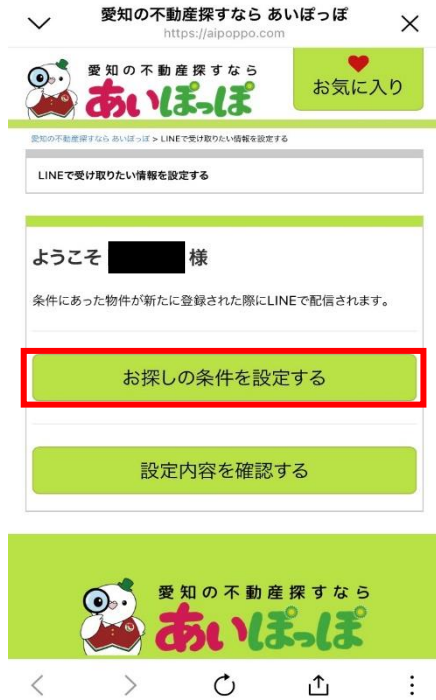 愛知の不動産探すなら あいぽっぽ
https://aipoppo.com
愛知の不動産探すなら
あいぽっぽ
お気に入り
愛知の不動産探すなら あいぽっぽ > LINEで受け取りたい情報を設定する
LINEで受け取りたい情報を設定する
ようこそ 様
条件にあった物件が新たに登録された際にLINEで配信されます。
お探しの条件を設定する
設定内容を確認する
愛知の不動産探すなら
あいぽっぽ